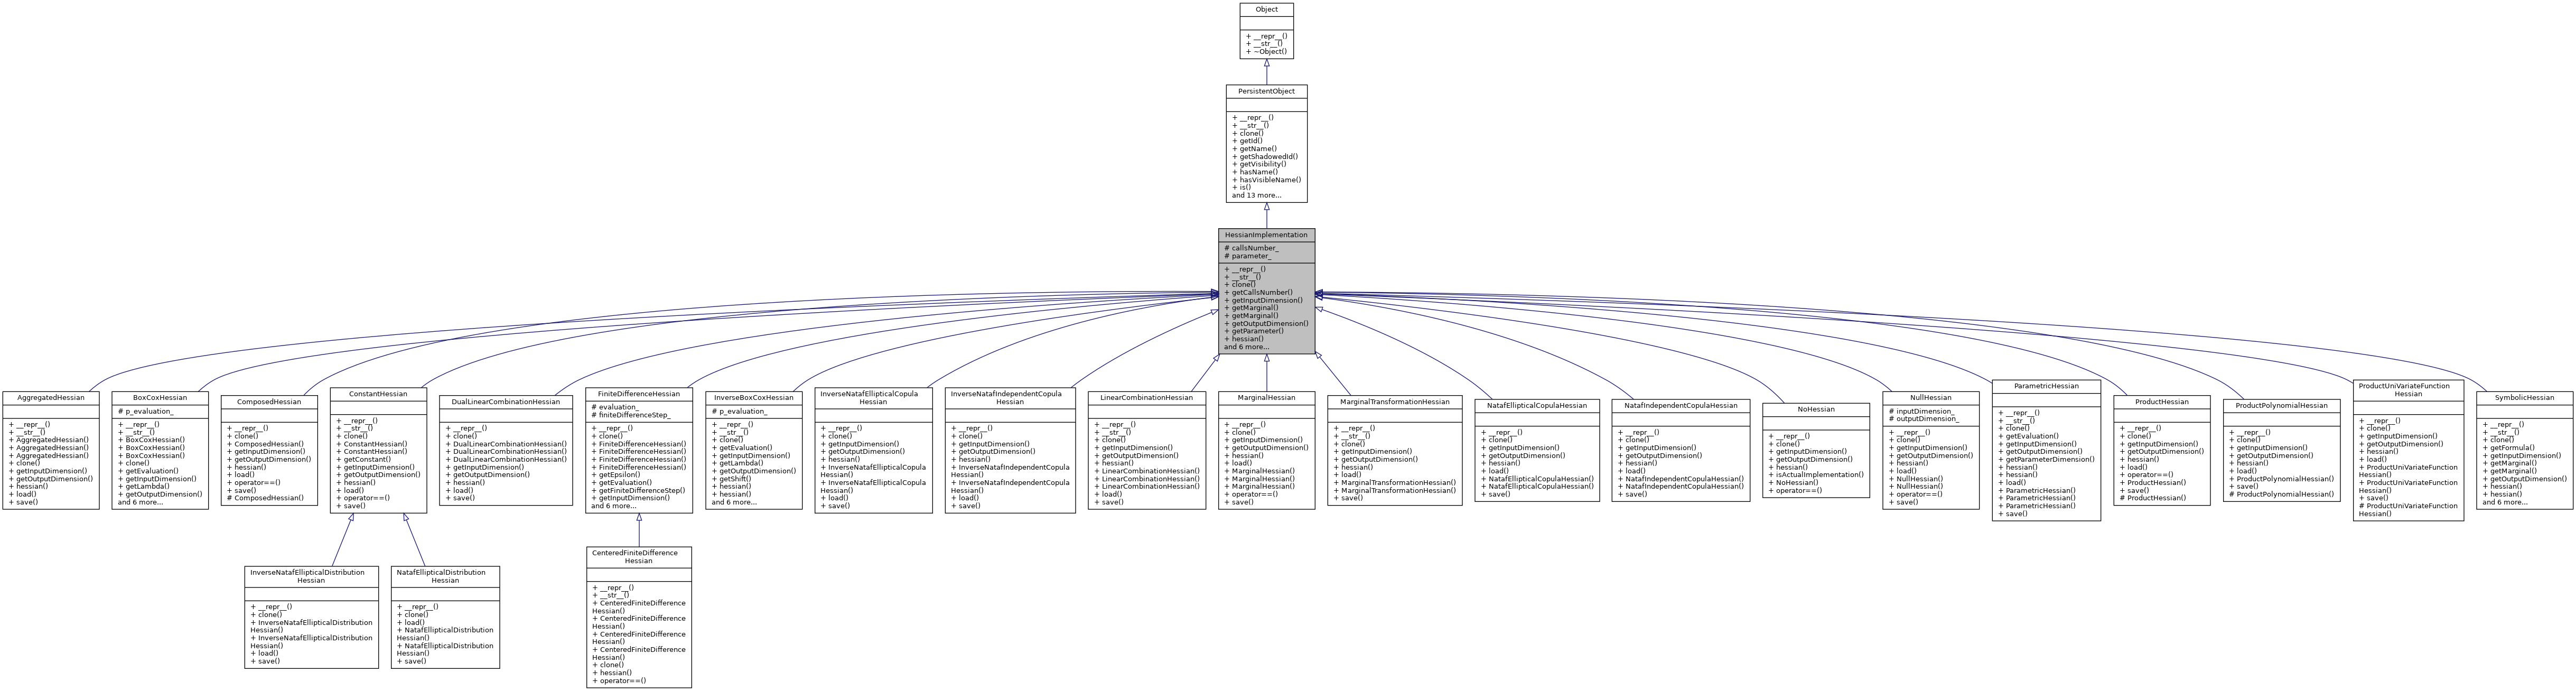 Object
+ __repr__()
+ __str__()
+ ~Object()
PersistentObject
+ __repr__()
+ __str__()
+ clone()
+ getId()
+ getName()
+ getShadowedId()
+ getVisibility()
+ hasName()
+ hasVisibleName()
+ is()
and 13 more...
HessianImplementation
# callsNumber_
# parameter_
+ __repr__()
+ __str__()
+ clone()
+ getCallsNumber()
+ getInputDimension()
+ getMarginal()
+ getMarginal()
+ getOutputDimension()
+ getParameter()
+ hessian()
and 6 more...
AggregatedHessian
+ __repr__()
+ __str__()
+ AggregatedHessian()
+ AggregatedHessian()
+ AggregatedHessian()
+ clone()
+ getInputDimension()
+ getOutputDimension()
+ hessian()
+ load()
+ save()
BoxCoxHessian
# p_evaluation_
+ __repr__()
+ __str__()
+ BoxCoxHessian()
+ BoxCoxHessian()
+ BoxCoxHessian()
+ clone()
+ getEvaluation()
+ getInputDimension()
+ getLambda()
+ getOutputDimension()
and 6 more...
ComposedHessian
+ __repr__()
+ clone()
+ ComposedHessian()
+ getInputDimension()
+ getOutputDimension()
+ hessian()
+ load()
+ operator==()
+ save()
# ComposedHessian()
ConstantHessian
+ __repr__()
+ __str__()
+ clone()
+ ConstantHessian()
+ ConstantHessian()
+ getConstant()
+ getInputDimension()
+ getOutputDimension()
+ hessian()
+ load()
+ operator==()
+ save()
DualLinearCombinationHessian
+ __repr__()
+ clone()
+ DualLinearCombinationHessian()
+ DualLinearCombinationHessian()
+ DualLinearCombinationHessian()
+ getInputDimension()
+ getOutputDimension()
+ hessian()
+ load()
+ save()
FiniteDifferenceHessian
# evaluation_
# finiteDifferenceStep_
+ __repr__()
+ clone()
+ FiniteDifferenceHessian()
+ FiniteDifferenceHessian()
+ FiniteDifferenceHessian()
+ FiniteDifferenceHessian()
+ getEpsilon()
+ getEvaluation()
+ getFiniteDifferenceStep()
+ getInputDimension()
and 6 more...
InverseBoxCoxHessian
# p_evaluation_
+ __repr__()
+ __str__()
+ clone()
+ getEvaluation()
+ getInputDimension()
+ getLambda()
+ getOutputDimension()
+ getShift()
+ hessian()
+ hessian()
and 6 more...
InverseNatafEllipticalCopula
Hessian
+ __repr__()
+ clone()
+ getInputDimension()
+ getOutputDimension()
+ hessian()
+ InverseNatafEllipticalCopula
Hessian()
+ InverseNatafEllipticalCopula
Hessian()
+ load()
+ save()
InverseNatafIndependentCopula
Hessian
+ __repr__()
+ clone()
+ getInputDimension()
+ getOutputDimension()
+ hessian()
+ InverseNatafIndependentCopula
Hessian()
+ InverseNatafIndependentCopula
Hessian()
+ load()
+ save()
LinearCombinationHessian
+ __repr__()
+ __str__()
+ clone()
+ getInputDimension()
+ getOutputDimension()
+ hessian()
+ LinearCombinationHessian()
+ LinearCombinationHessian()
+ LinearCombinationHessian()
+ load()
+ save()
MarginalHessian
+ __repr__()
+ clone()
+ getInputDimension()
+ getOutputDimension()
+ hessian()
+ load()
+ MarginalHessian()
+ MarginalHessian()
+ MarginalHessian()
+ operator==()
+ save()
MarginalTransformationHessian
+ __repr__()
+ __str__()
+ clone()
+ getInputDimension()
+ getOutputDimension()
+ hessian()
+ load()
+ MarginalTransformationHessian()
+ MarginalTransformationHessian()
+ save()
NatafEllipticalCopulaHessian
+ __repr__()
+ clone()
+ getInputDimension()
+ getOutputDimension()
+ hessian()
+ load()
+ NatafEllipticalCopulaHessian()
+ NatafEllipticalCopulaHessian()
+ save()
NatafIndependentCopulaHessian
+ __repr__()
+ clone()
+ getInputDimension()
+ getOutputDimension()
+ hessian()
+ load()
+ NatafIndependentCopulaHessian()
+ NatafIndependentCopulaHessian()
+ save()
NoHessian
+ __repr__()
+ clone()
+ getInputDimension()
+ getOutputDimension()
+ hessian()
+ isActualImplementation()
+ NoHessian()
+ operator==()
NullHessian
# inputDimension_
# outputDimension_
+ __repr__()
+ clone()
+ getInputDimension()
+ getOutputDimension()
+ hessian()
+ load()
+ NullHessian()
+ NullHessian()
+ operator==()
+ save()
ParametricHessian
+ __repr__()
+ __str__()
+ clone()
+ getEvaluation()
+ getInputDimension()
+ getOutputDimension()
+ getParameterDimension()
+ hessian()
+ hessian()
+ load()
+ ParametricHessian()
+ ParametricHessian()
+ ParametricHessian()
+ save()
ProductHessian
+ __repr__()
+ clone()
+ getInputDimension()
+ getOutputDimension()
+ hessian()
+ load()
+ operator==()
+ ProductHessian()
+ save()
# ProductHessian()
ProductPolynomialHessian
+ __repr__()
+ clone()
+ getInputDimension()
+ getOutputDimension()
+ hessian()
+ load()
+ ProductPolynomialHessian()
+ save()
# ProductPolynomialHessian()
ProductUniVariateFunction
Hessian
+ __repr__()
+ clone()
+ getInputDimension()
+ getOutputDimension()
+ hessian()
+ load()
+ ProductUniVariateFunction
Hessian()
+ ProductUniVariateFunction
Hessian()
+ save()
# ProductUniVariateFunction
Hessian()
SymbolicHessian
+ __repr__()
+ __str__()
+ clone()
+ getFormula()
+ getInputDimension()
+ getMarginal()
+ getMarginal()
+ getOutputDimension()
+ hessian()
+ hessian()
and 6 more...
InverseNatafEllipticalDistribution
Hessian
+ __repr__()
+ clone()
+ InverseNatafEllipticalDistribution
Hessian()
+ InverseNatafEllipticalDistribution
Hessian()
+ load()
+ save()
NatafEllipticalDistribution
Hessian
+ __repr__()
+ clone()
+ load()
+ NatafEllipticalDistribution
Hessian()
+ NatafEllipticalDistribution
Hessian()
+ save()
CenteredFiniteDifference
Hessian
+ __repr__()
+ __str__()
+ CenteredFiniteDifference
Hessian()
+ CenteredFiniteDifference
Hessian()
+ CenteredFiniteDifference
Hessian()
+ CenteredFiniteDifference
Hessian()
+ clone()
+ hessian()
+ operator==()